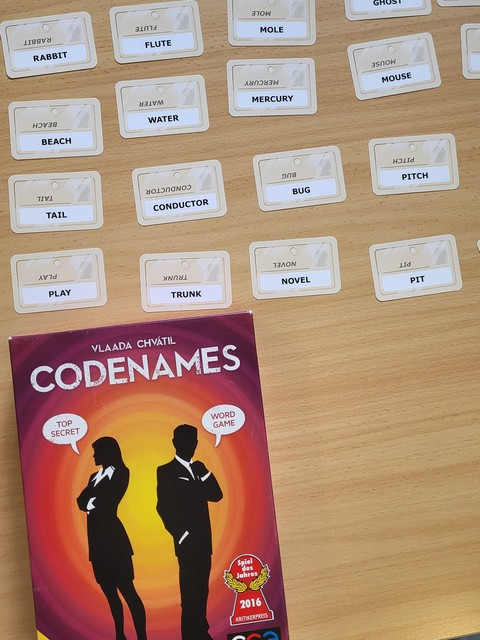 GHOST
RABBIT
RABBIT
FLUTE
FLUTE
MOLE
MOLE
BEACH
BEACH
WATER
WATER
MERCURY
MERCURY
MOUSE
MOUSE
TAIL
TAIL
CONDUCTOR
CONDUCTOR
BUG
BUG
PITCH
PITCH
PLAY
PLAY
TRUNK
TRUNK
NOVEL
NOVEL
PIT
PIT
VLAADA CHVÁTIL
CODENAMES
TOP
SECRET
WORD
GAME
Spiel
des
Jahres
2016
KRITIKERPREIS
CGE